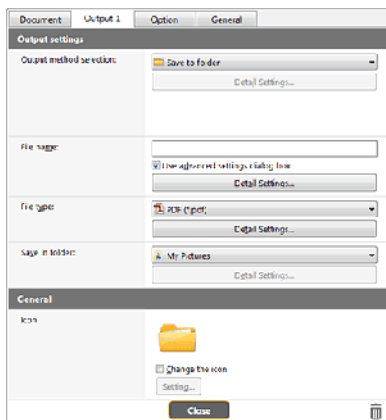 Document Output 1 Option General
Output settings
Output method selection: Save to folder
Detail Settings...
File name:
Use advanced settings dialog box
Detail Settings...
File type: PDF (*.pdf)
Detail Settings...
Save in folder: My Pictures
Detail Settings...
General
Icon
Change the icon
Setting...
Close